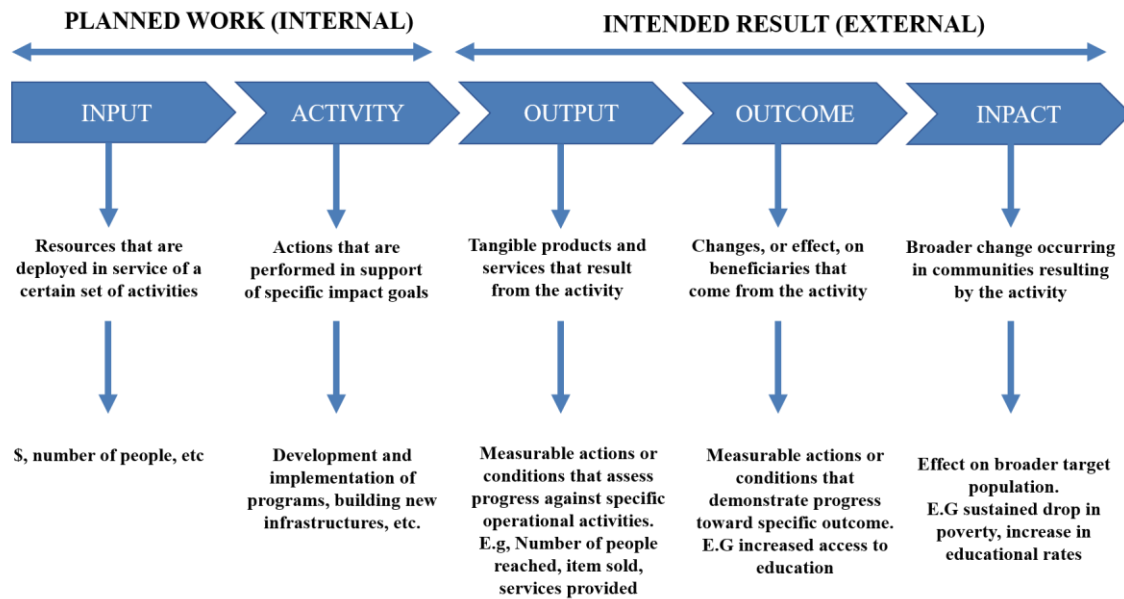 PLANNED WORK (INTERNAL)
INTENDED RESULT (EXTERNAL)
INPUT
ACTIVITY
OUTPUT
OUTCOME
INPACT
Resources that are
deployed in service of a
certain set of activities
Actions that are
performed in support
of specific impact goals
Tangible products and
services that result
from the activity
Changes, or effect, on
beneficiaries that
come from the activity
Broader change occurring
in communities resulting
by the activity
$, number of people, etc
Development and
implementation of
programs, building new
infrastructures, etc.
Measurable actions or
conditions that assess
progress against specific
operational activities.
E.g, Number of people
reached, item sold,
services provided
Measurable actions or
conditions that
demonstrate progress
toward specific outcome.
E.G increased access to
education
Effect on broader target
population.
E.G sustained drop in
poverty, increase in
educational rates